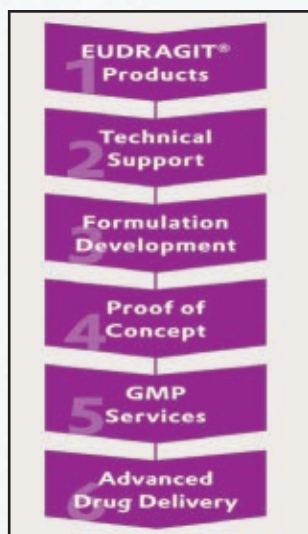 1
EUDRAGIT®
Products
2
Technical
Support
3
Formulation
Development
4
Proof of
Concept
5
GMP
Services
6
Advanced
Drug Delivery